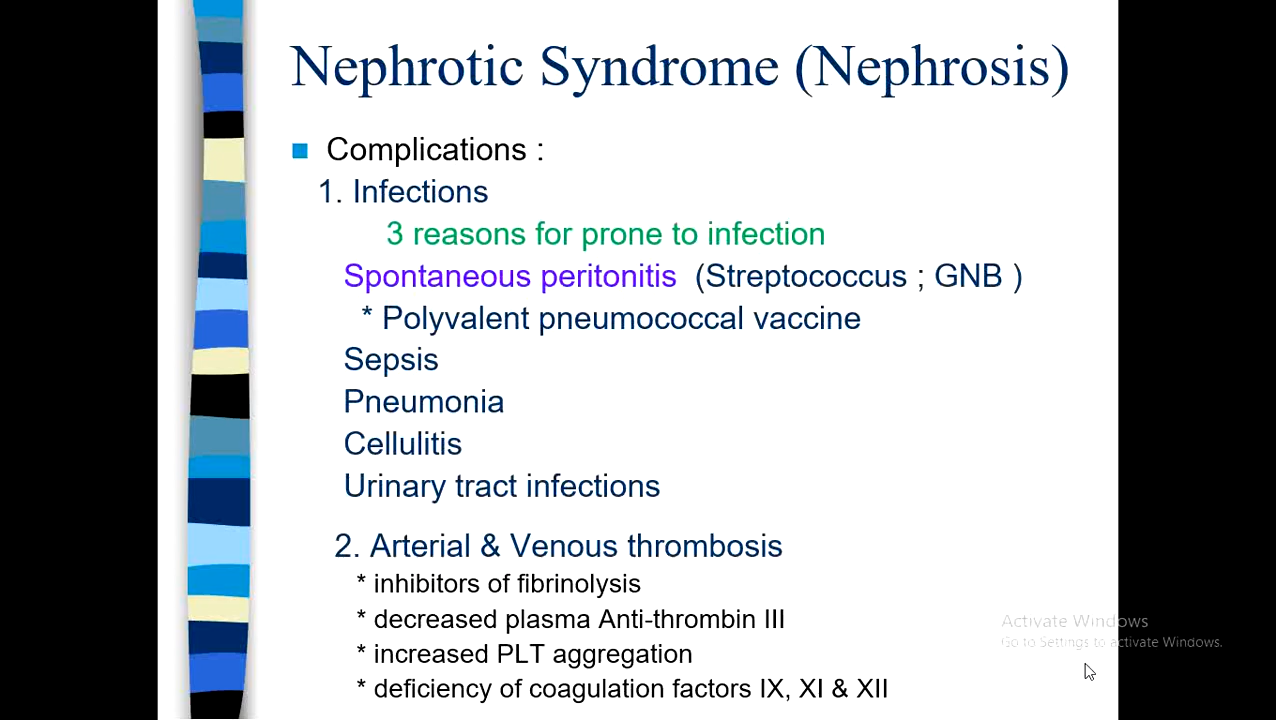 Nephrotic Syndrome (Nephrosis)
Complications :
1. Infections
3 reasons for prone to infection
Spontaneous peritonitis (Streptococcus ; GNB )
* Polyvalent pneumococcal vaccine
Sepsis
Pneumonia
Cellulitis
Urinary tract infections
2. Arterial & Venous thrombosis
* inhibitors of fibrinolysis
* decreased plasma Anti-thrombin III
* increased PLT aggregation
* deficiency of coagulation factors IX, XI & XII
Activate Windows
Go to Settings to activate Windows.